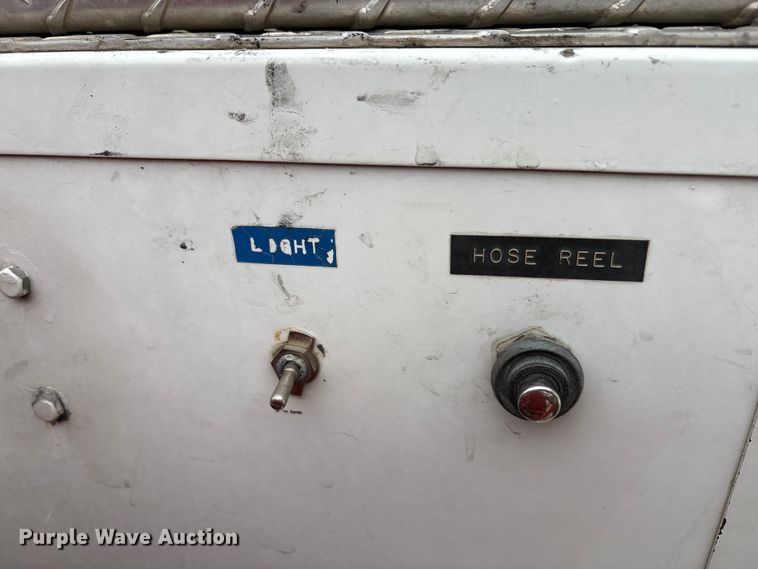 LIGHT
HOSE REEL
Purple Wave Auction